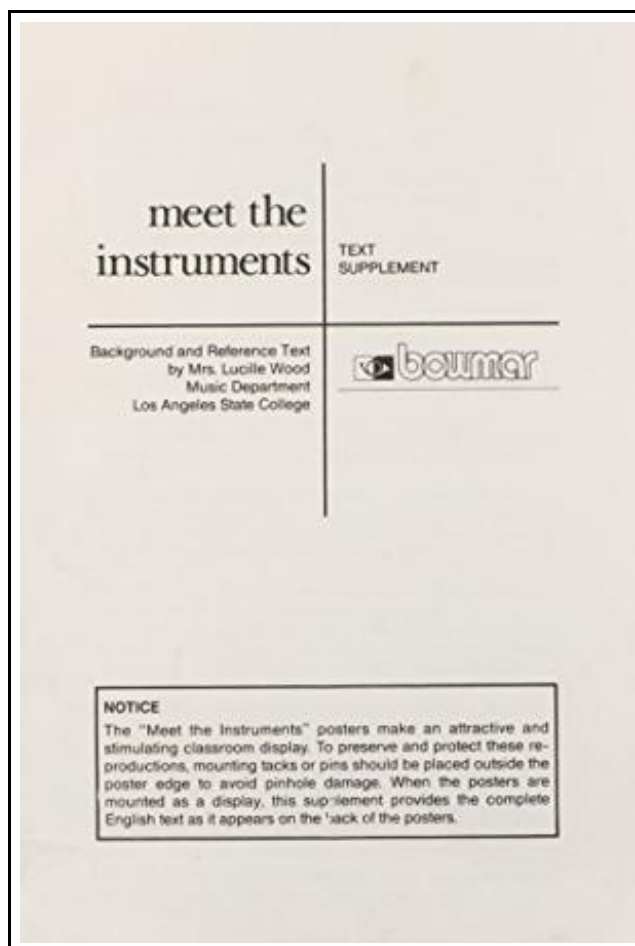 meet the
instruments
TEXT
SUPPLEMENT
Background and Reference Text
by Mrs. Lucille Wood
Music Department
Los Angeles State College
bowmar
NOTICE
The "Meet the Instruments" posters make an attractive and
stimulating classroom display. To preserve and protect these re-
productions, mounting tacks or pins should be placed outside the
poster edge to avoid pinhole damage. When the posters are
mounted as a display, this supplement provides the complete
English text as it appears on the back of the posters.